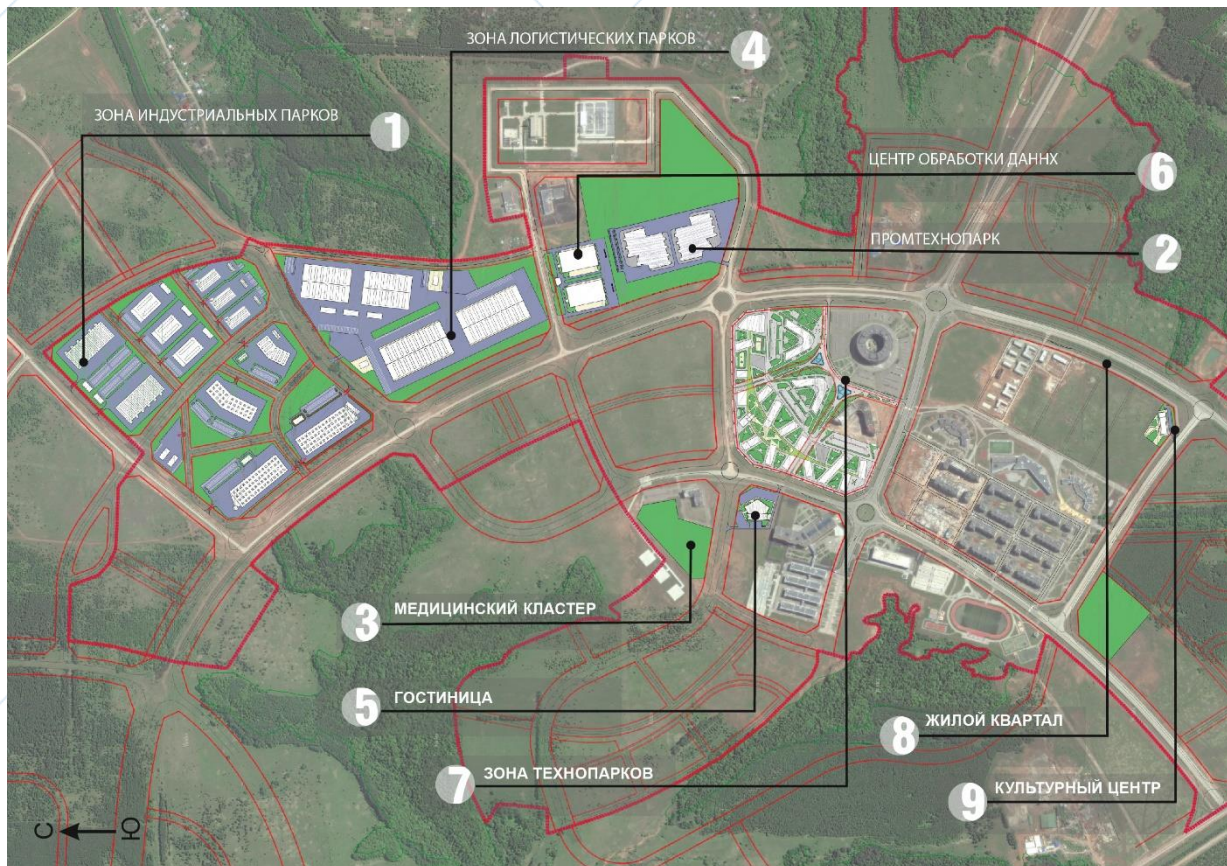 ЗОНА ЛОГИСТИЧЕСКИХ ПАРКОВ 4
ЗОНА ИНДУСТРИАЛЬНЫХ ПАРКОВ 1
ЦЕНТР ОБРАБОТКИ ДАННХ 6
ПРОМТЕХНОПАРК 2
3 МЕДИЦИНСКИЙ КЛАСТЕР
5 ГОСТИНИЦА
8 ЖИЛОЙ КВАРТАЛ
7 ЗОНА ТЕХНОПАРКОВ
9 КУЛЬТУРНЫЙ ЦЕНТР
С Ю